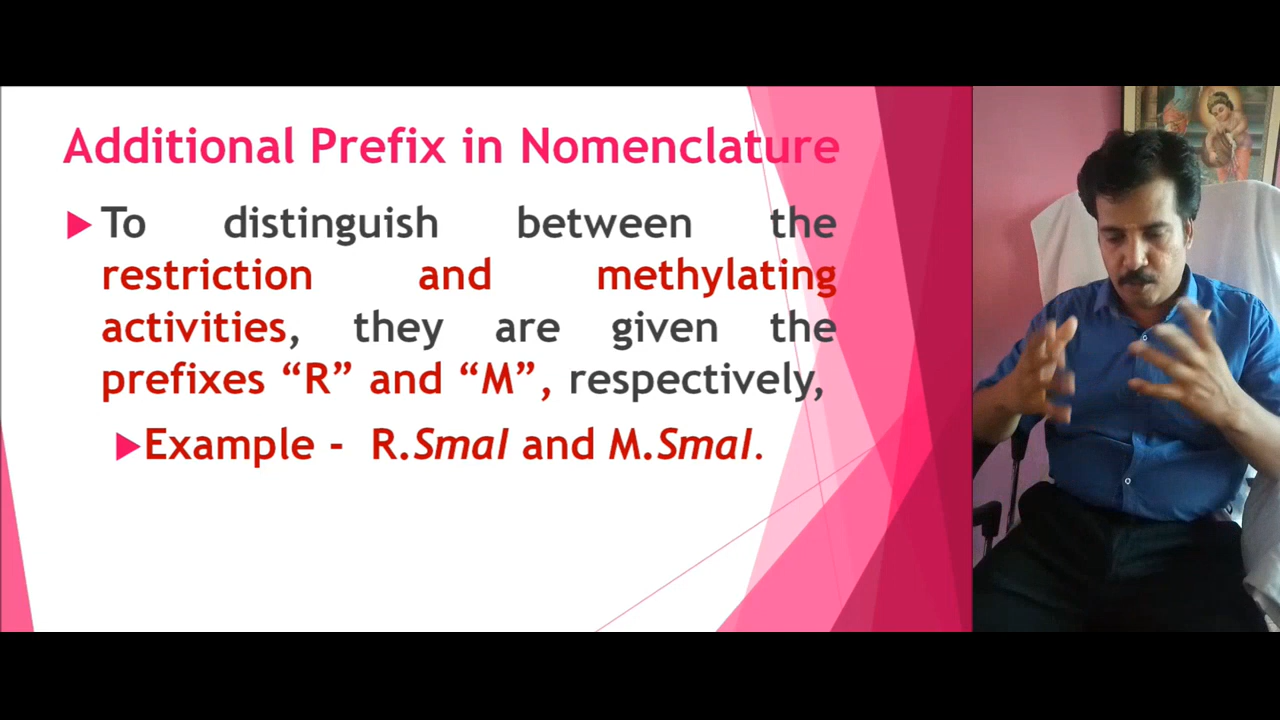 Additional Prefix in Nomenclature
To distinguish between the
restriction and methylating
activities, they are given the
prefixes “R” and “M”, respectively,
Example - R.SmaI and M.SmaI.